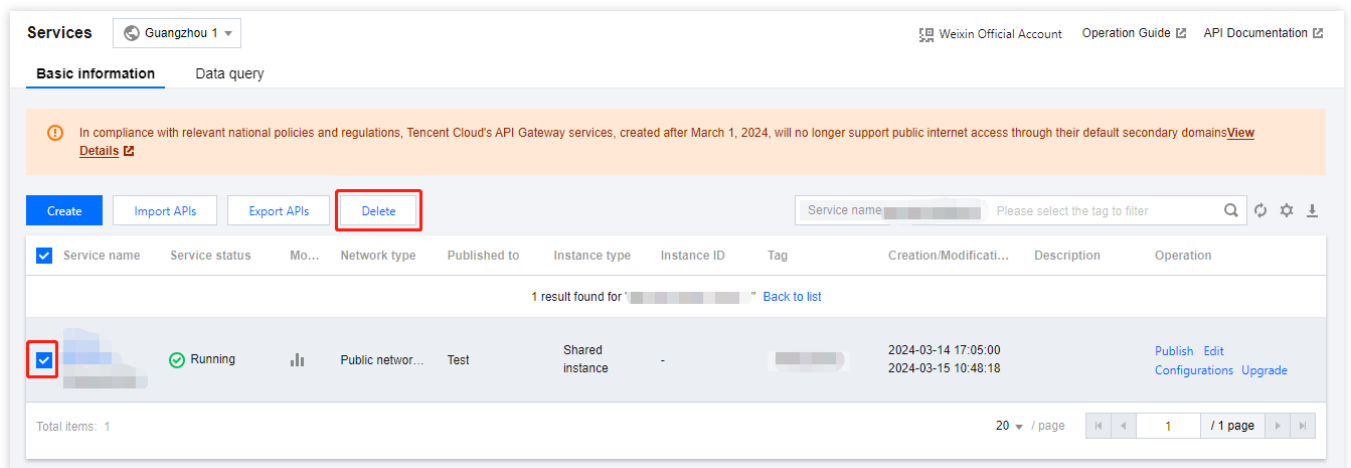 Services Guangzhou 1 Weixin Official Account Operation Guide API Documentation
Basic information Data query
In compliance with relevant national policies and regulations, Tencent Cloud's API Gateway services, created after March 1, 2024, will no longer support public internet access through their default secondary domainsView
Details
Create Import APIs Export APIs Delete Service name Please select the tag to filter
Service name Service status Mo... Network type Published to Instance type Instance ID Tag Creation/Modificati... Description Operation
1 result found for " " Back to list
Running Public networ... Test Shared instance - 2024-03-14 17:05:00 Publish Edit
2024-03-15 10:48:18 Configurations Upgrade
Total items: 1 20 / page 1 / 1 page